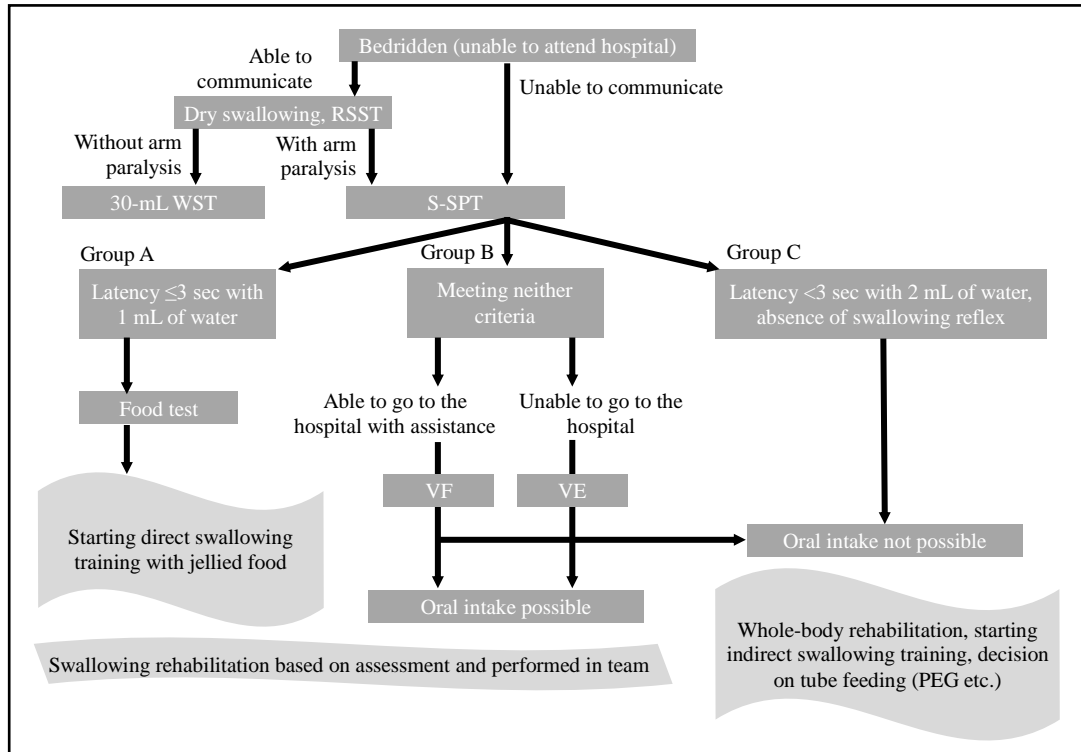 Bedridden (unable to attend hospital)
Able to
communicate
Unable to communicate
Dry swallowing, RSST
Without arm
paralysis
With arm
paralysis
30-mL WST
S-SPT
Group A
Group B
Group C
Latency ≤3 sec with
1 mL of water
Meeting neither
criteria
Latency <3 sec with 2 mL of water,
absence of swallowing reflex
Food test
Able to go to the
hospital with assistance
Unable to go to the
hospital
VF
VE
Starting direct swallowing
training with jellied food
Oral intake not possible
Oral intake possible
Swallowing rehabilitation based on assessment and performed in team
Whole-body rehabilitation, starting
indirect swallowing training, decision
on tube feeding (PEG etc.)